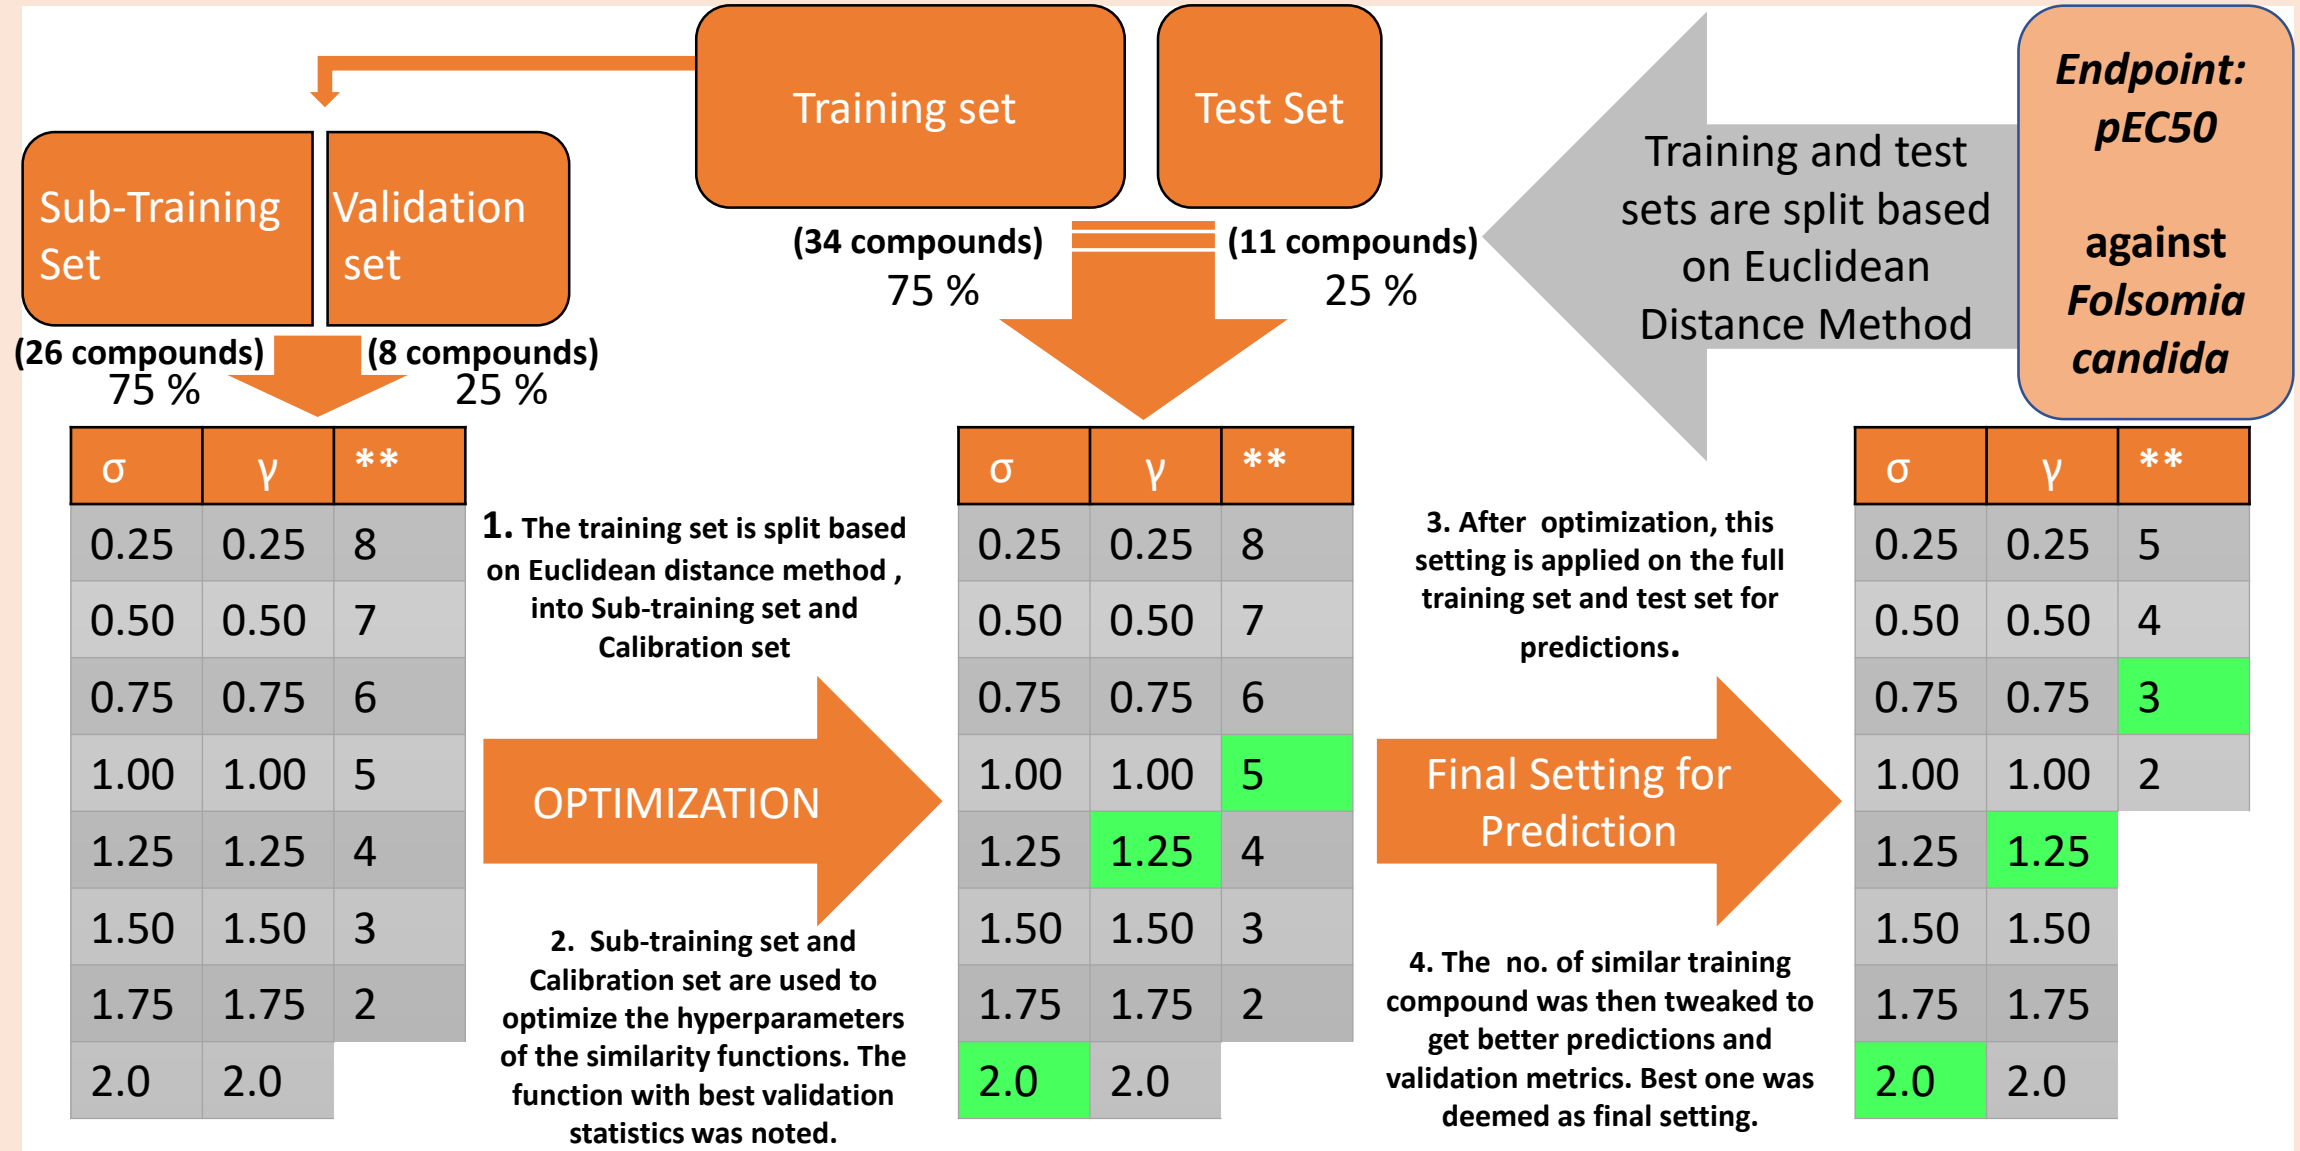 Training set
Test Set
Endpoint:
pEC50
against
Folsomia
candida
Training and test
sets are split based
on Euclidean
Distance Method
Sub-Training
Set
Validation
set
(34 compounds)
75 %
(11 compounds)
25 %
(26 compounds)
75 %
(8 compounds)
25 %
σ γ **
0.25 0.25 8
0.50 0.50 7
0.75 0.75 6
1.00 1.00 5
1.25 1.25 4
1.50 1.50 3
1.75 1.75 2
2.0 2.0
1. The training set is split based
on Euclidean distance method ,
into Sub-training set and
Calibration set
OPTIMIZATION
2. Sub-training set and
Calibration set are used to
optimize the hyperparameters
of the similarity functions. The
function with best validation
statistics was noted.
σ γ **
0.25 0.25 8
0.50 0.50 7
0.75 0.75 6
1.00 1.00 5
1.25 1.25 4
1.50 1.50 3
1.75 1.75 2
2.0 2.0
3. After optimization, this
setting is applied on the full
training set and test set for
predictions.
Final Setting for
Prediction
4. The no. of similar training
compound was then tweaked to
get better predictions and
validation metrics. Best one was
deemed as final setting.
σ γ **
0.25 0.25 5
0.50 0.50 4
0.75 0.75 3
1.00 1.00 2
1.25 1.25
1.50 1.50
1.75 1.75
2.0 2.0